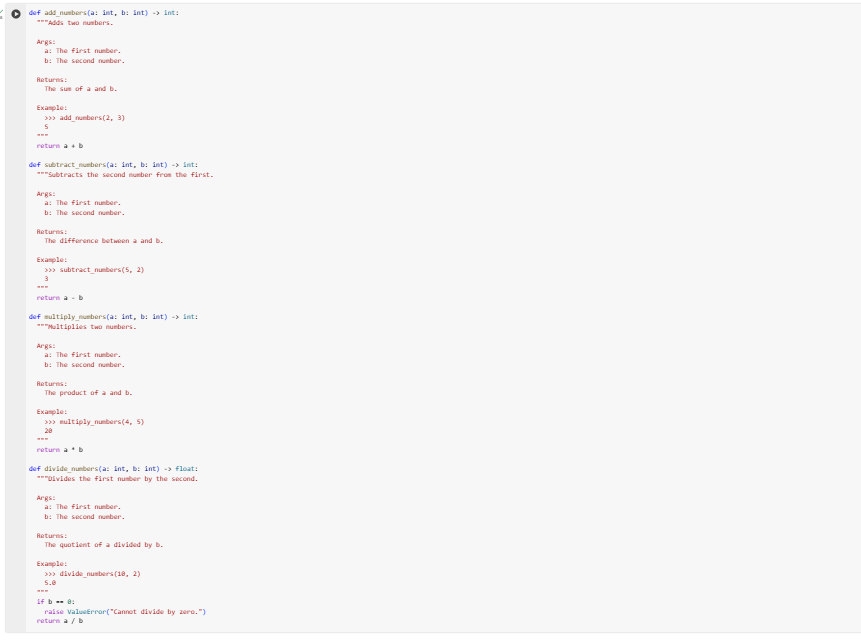 def add_numbers(a: int, b: int) -> int:
  """Adds two numbers.

  Args:
    a: The first number.
    b: The second number.

  Returns:
    The sum of a and b.

  Example:
    >>> add_numbers(2, 3)
    5
  """
  return a + b

def subtract_numbers(a: int, b: int) -> int:
  """Subtracts the second number from the first.

  Args:
    a: The first number.
    b: The second number.

  Returns:
    The difference between a and b.

  Example:
    >>> subtract_numbers(5, 2)
    3
  """
  return a - b

def multiply_numbers(a: int, b: int) -> int:
  """Multiplies two numbers.

  Args:
    a: The first number.
    b: The second number.

  Returns:
    The product of a and b.

  Example:
    >>> multiply_numbers(4, 5)
    20
  """
  return a * b

def divide_numbers(a: int, b: int) -> float:
  """Divides the first number by the second.

  Args:
    a: The first number.
    b: The second number.

  Returns:
    The quotient of a divided by b.

  Example:
    >>> divide_numbers(10, 2)
    5.0
  """
  if b == 0:
    raise ValueError("Cannot divide by zero.")
  return a / b